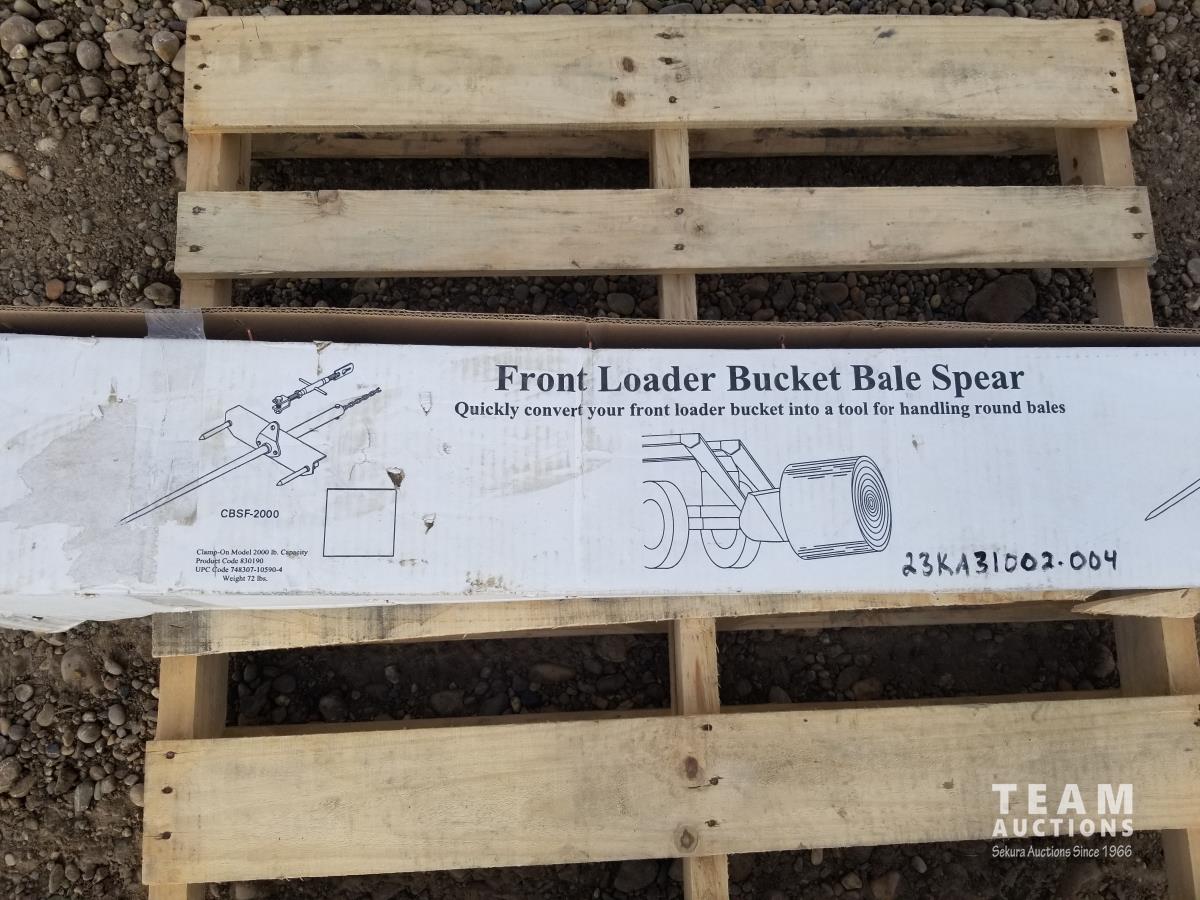 Front Loader Bucket Bale Spear
Quickly convert your front loader bucket into a tool for handling round bales
CBSF-2000
Clamp-On Model 2000 lb. Capacity
Product Code 830190
UPC Code 748307-10590-4
Weight 72 lbs.
23KA31002.004
TEAM
AUCTIONS
Sekura Auctions Since 1966